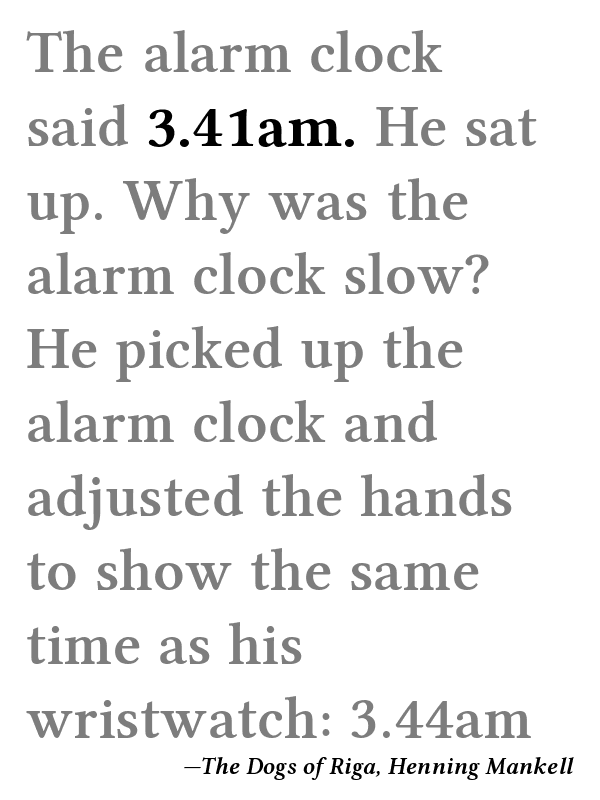 The alarm clock
said 3.41am. He sat
up. Why was the
alarm clock slow?
He picked up the
alarm clock and
adjusted the hands
to show the same
time as his
wristwatch: 3.44am
—The Dogs of Riga, Henning Mankell